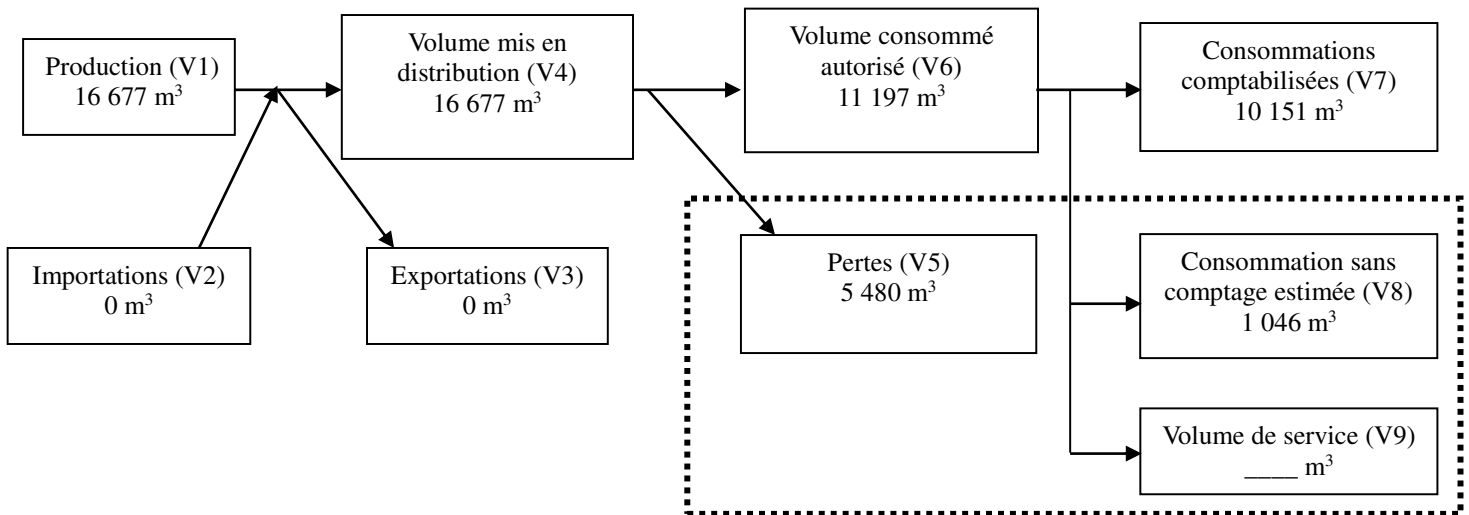 Production (V1)
16 677 m³
Volume mis en
distribution (V4)
16 677 m³
Volume consommé
autorisé (V6)
11 197 m³
Consommations
comptabilisées (V7)
10 151 m³
Importations (V2)
0 m³
Exportations (V3)
0 m³
Pertes (V5)
5 480 m³
Consommation sans
comptage estimée (V8)
1 046 m³
Volume de service (V9)
____ m³